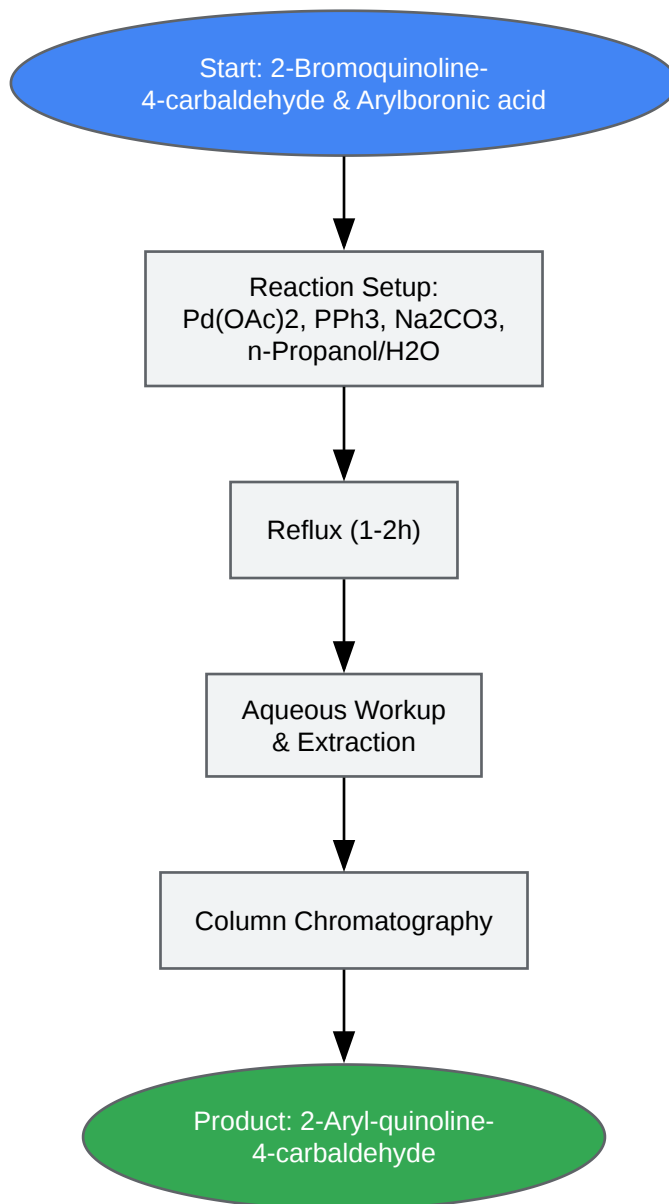 Start: 2-Bromoquinoline-
4-carbaldehyde & Arylboronic acid
Reaction Setup:
Pd(OAc)2, PPh3, Na2CO3,
n-Propanol/H2O
Reflux (1-2h)
Aqueous Workup
& Extraction
Column Chromatography
Product: 2-Aryl-quinoline-
4-carbaldehyde